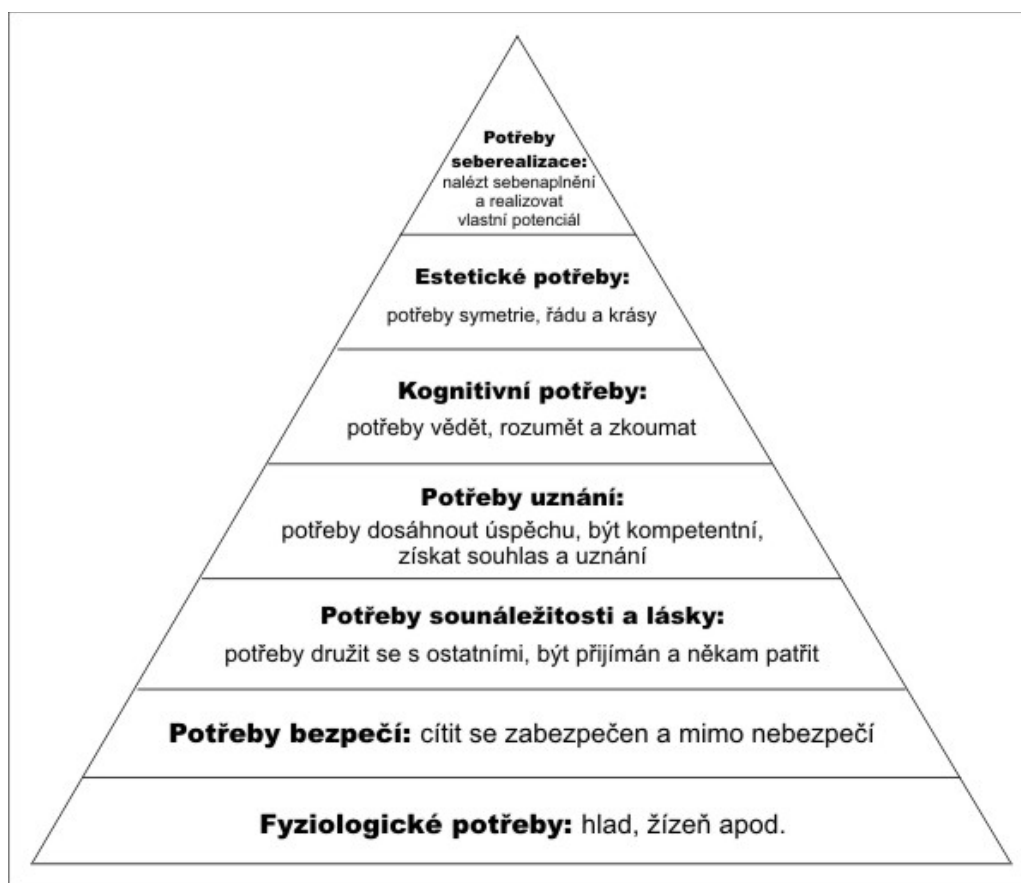 Potřeby
seberealizace:
nalézt sebenaplnění
a realizovat
vlastní potenciál
Estetické potřeby:
potřeby symetrie, řádu a krásy
Kognitivní potřeby:
potřeby vědět, rozumět a zkoumat
Potřeby uznání:
potřeby dosáhnout úspěchu, být kompetentní,
získat souhlas a uznání
Potřeby sounáležitosti a lásky:
potřeby družit se s ostatními, být přijímán a někam patřit
Potřeby bezpečí: cítit se zabezpečen a mimo nebezpečí
Fyziologické potřeby: hlad, žízeň apod.